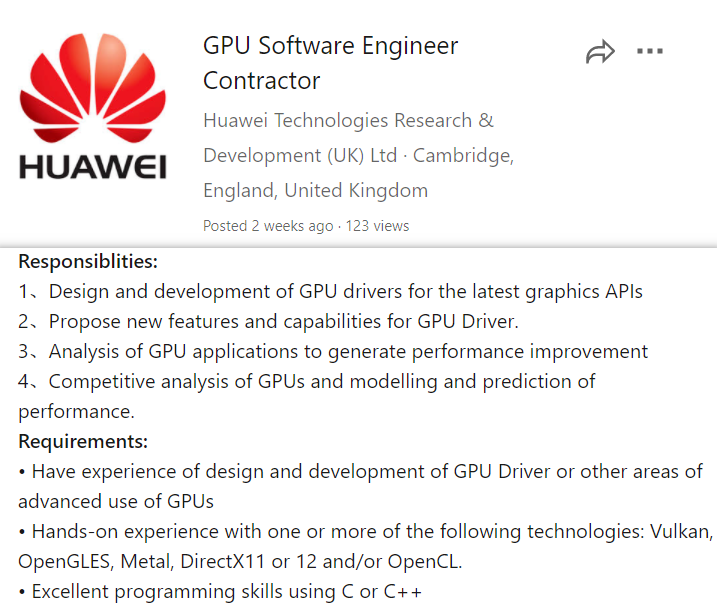 GPU Software Engineer
Contractor
Huawei Technologies Research &
Development (UK) Ltd · Cambridge,
England, United Kingdom
Posted 2 weeks ago · 123 views
HUAWEI
Responsiblities:
1、Design and development of GPU drivers for the latest graphics APIs
2、Propose new features and capabilities for GPU Driver.
3、Analysis of GPU applications to generate performance improvement
4、Competitive analysis of GPUs and modelling and prediction of
performance.
Requirements:
• Have experience of design and development of GPU Driver or other areas of
advanced use of GPUs
• Hands-on experience with one or more of the following technologies: Vulkan,
OpenGLES, Metal, DirectX11 or 12 and/or OpenCL.
• Excellent programming skills using C or C++